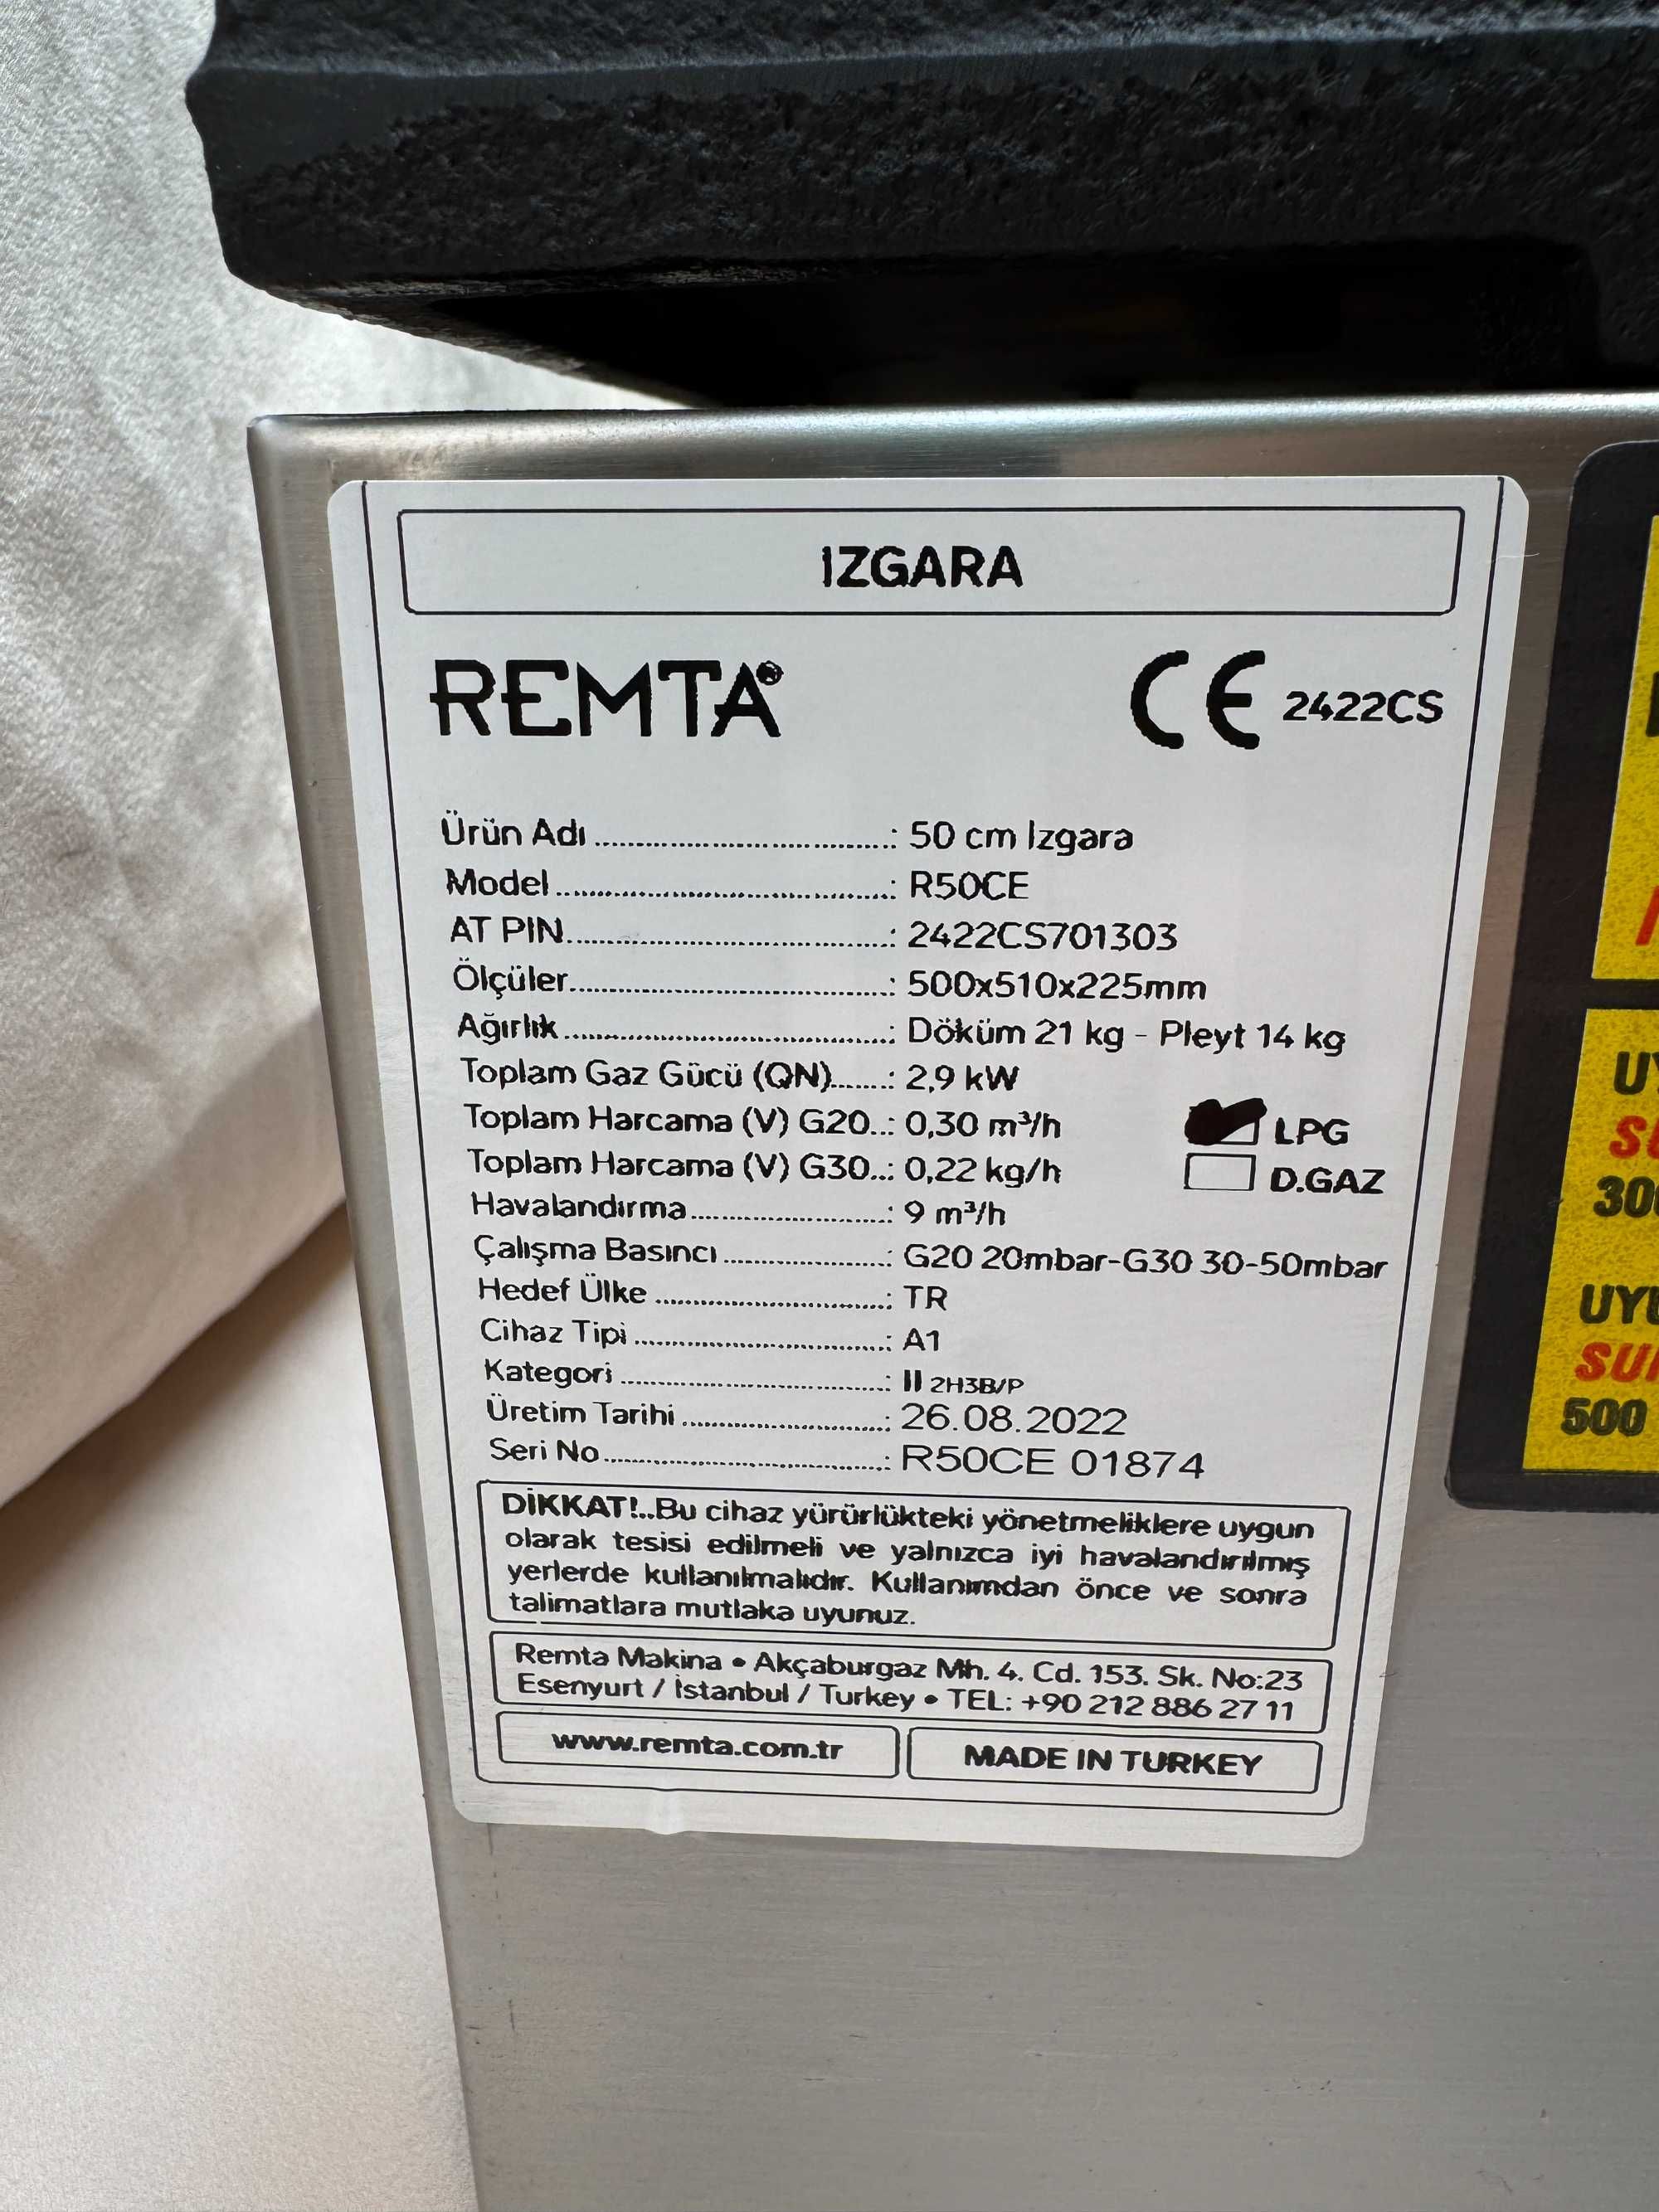 IZGARA
REMTA®
CE 2422CS
Ürün Adı ........................................: 50 cm Izgara
Model ........................................: R50CE
AT PIN ........................................: 2422CS701303
Ölçüler ........................................: 500x510x225mm
Ağırlık ........................................: Döküm 21 kg - Pleyt 14 kg
Toplam Gaz Gücü (QN).......: 2,9 kW
Toplam Harcama (V) G20..: 0,30 m³/h
LPG
Toplam Harcama (V) G30..: 0,22 kg/h
D.GAZ
Havalandırma ........................: 9 m³/h
Çalışma Basıncı ....................: G20 20mbar-G30 30-50mbar
Hedef Ülke ............................: TR
Cihaz Tipi ..............................: A1
Kategori ................................: II 2H3B/P
Üretim Tarihi .........................: 26.08.2022
Seri No ..................................: R50CE 01874
DİKKAT!..Bu cihaz yürürlükteki yönetmeliklere uygun
olarak tesisi edilmeli ve yalnızca iyi havalandırılmış
yerlerde kullanılmalıdır. Kullanımdan önce ve sonra
talimatlara mutlaka uyunuz.
Remta Makina • Akçaburgaz Mh. 4. Cd. 153. Sk. No:23
Esenyurt / İstanbul / Turkey • TEL: +90 212 886 27 11
www.remta.com.tr
MADE IN TURKEY
500